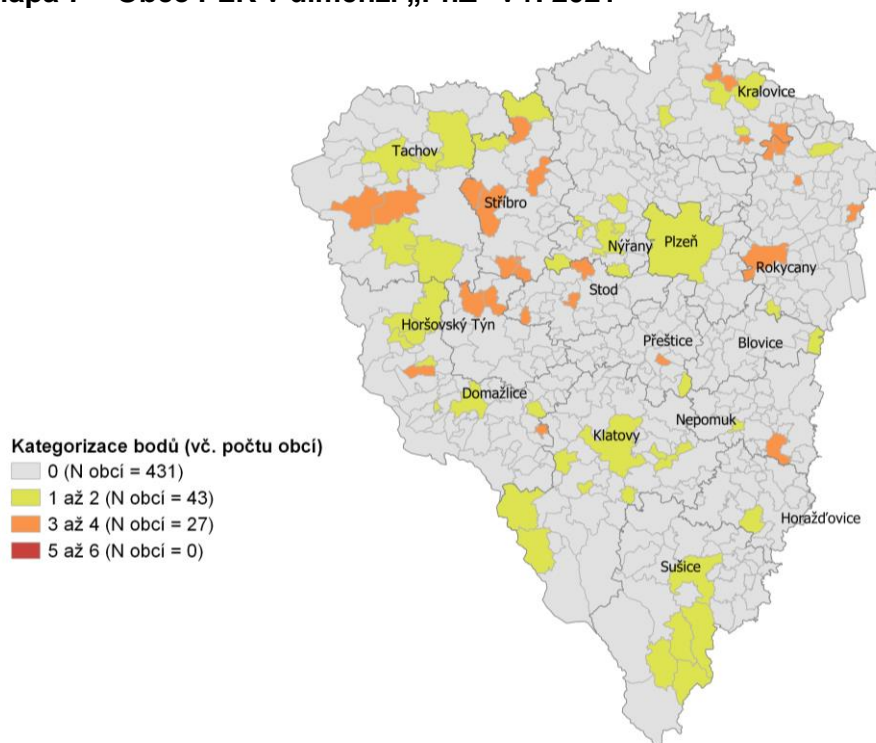 Kralovice
Tachov
Stříbro
Nýřany
Plzeň
Rokycany
Stod
Horšovský Týn
Přeštice
Blovice
Domažlice
Nepomuk
Klatovy
Horažďovice
Sušice
Kategorizace bodů (vč. počtu obcí)
0 (N obcí = 431)
1 až 2 (N obcí = 43)
3 až 4 (N obcí = 27)
5 až 6 (N obcí = 0)